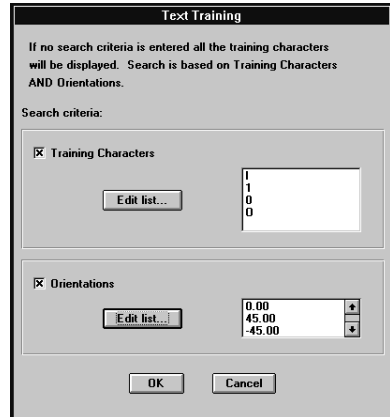 Text Training
If no search criteria is entered all the training characters
will be displayed. Search is based on Training Characters
AND Orientations.
Search criteria:
Training Characters
Edit list...
I
1
0
O
Orientations
Edit list...
0.00
45.00
-45.00
OK
Cancel